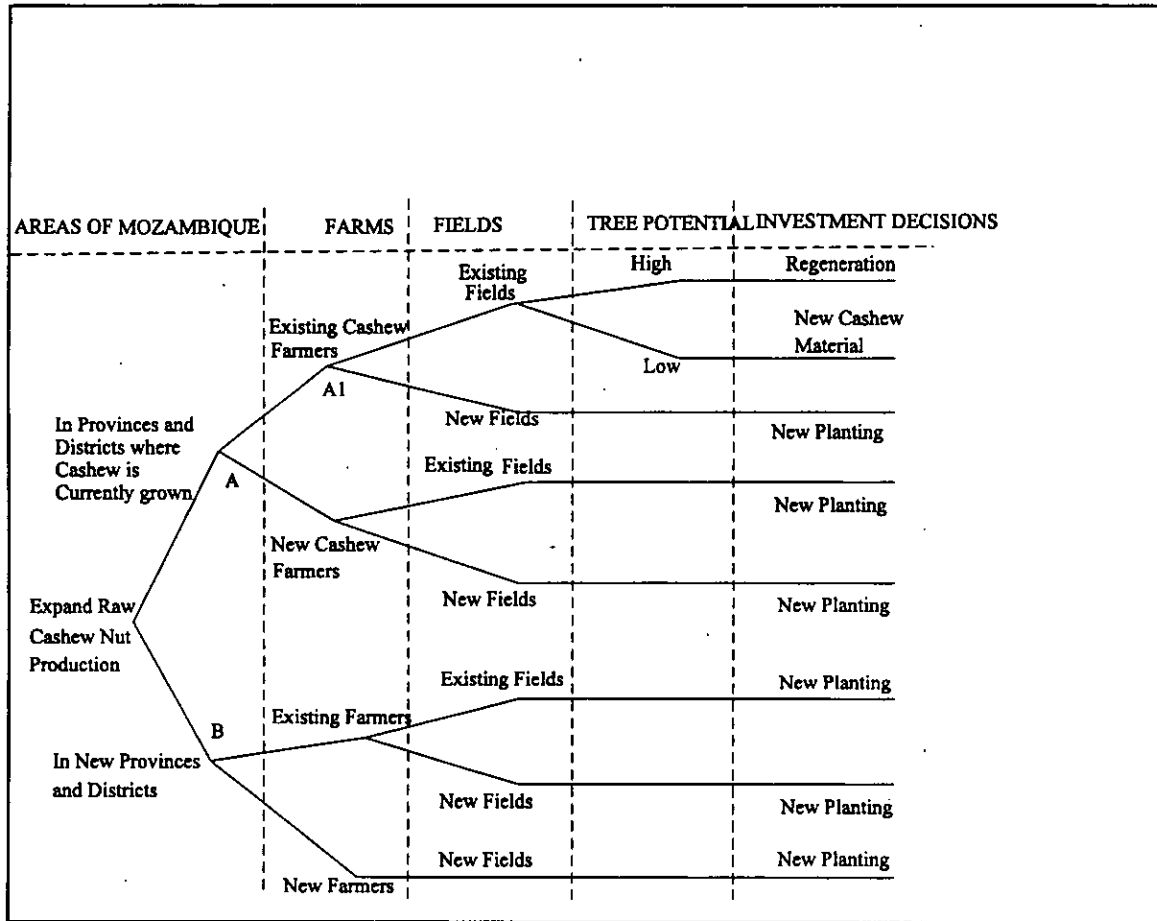 AREAS OF MOZAMBIQUE FARMS FIELDS TREE POTENTIAL INVESTMENT DECISIONS
High Regeneration
Existing
Fields
New Cashew
Material
Existing Cashew
Farmers
Low
A1
New Fields
New Planting
In Provinces and
Districts where
Cashew is
Currently grown
A
Existing Fields
New Planting
New Cashew
Farmers
New Fields
New Planting
Expand Raw
Cashew Nut
Production
Existing Fields
New Planting
B
Existing Farmers
In New Provinces
and Districts
New Fields
New Planting
New Fields
New Planting
New Farmers